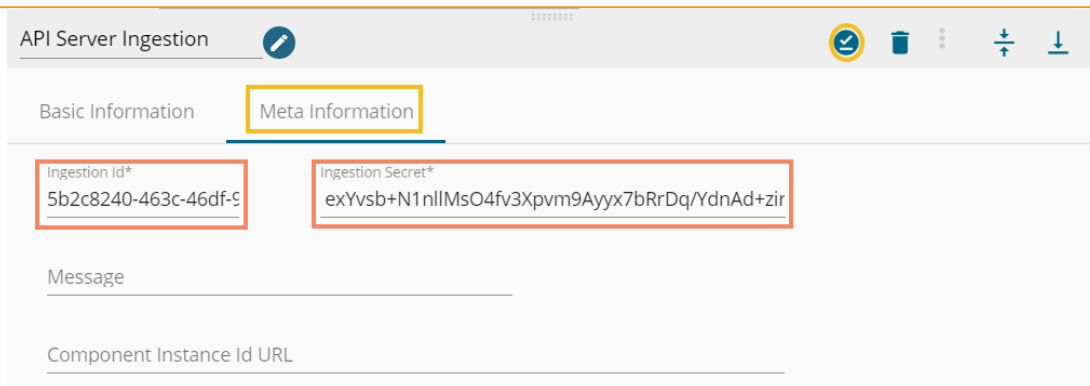 API Server Ingestion
Basic Information
Meta Information
Ingestion Id*
Ingestion Secret*
5b2c8240-463c-46df-9
exYvsb+N1nllMsO4fv3Xpvm9Ayyx7bRrDq/YdnAd+zir
Message
Component Instance Id URL